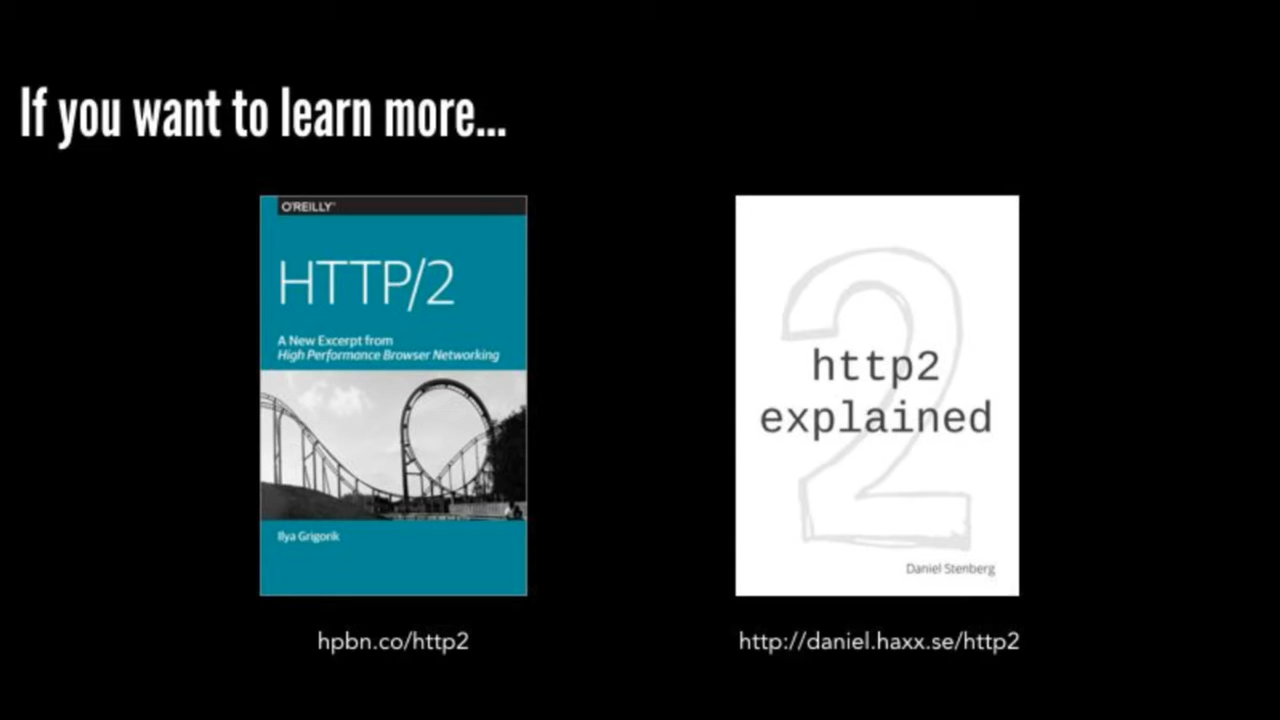 If you want to learn more...
O'REILLY
HTTP/2
A New Excerpt from
High Performance Browser Networking
Ilya Grigorik
hpbn.co/http2
2
http2
explained
Daniel Stenberg
http://daniel.haxx.se/http2